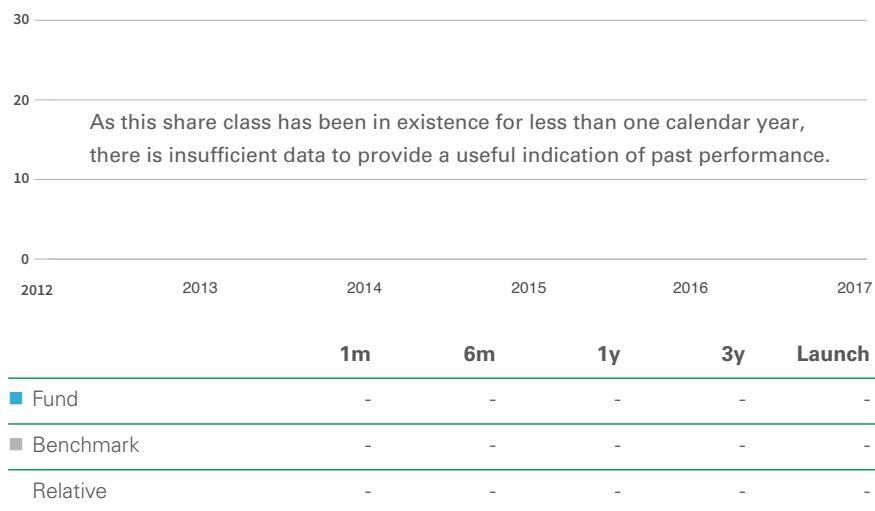 30
20
As this share class has been in existence for less than one calendar year,
there is insufficient data to provide a useful indication of past performance.
10
0
2012 2013 2014 2015 2016 2017
1m 6m 1y 3y Launch
Fund - - - - -
Benchmark - - - - -
Relative - - - - -